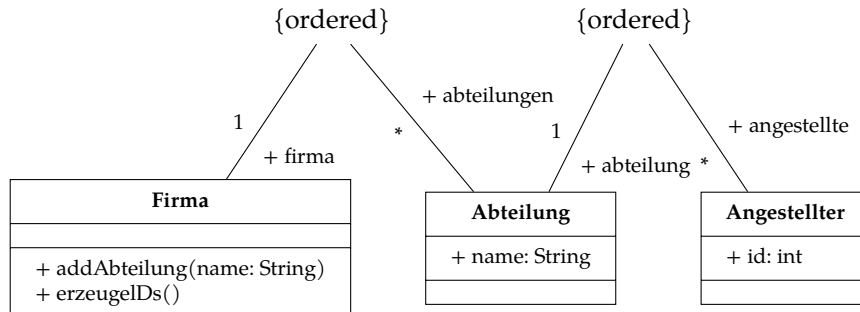 {ordered}
{ordered}
+ abteilungen
1
*
1
+ angestellte
+ firma
+ abteilung
*
Firma
Abteilung
Angestellter
+ name: String
+ id: int
+ addAbteilung(name: String)
+ erzeugeIDs()